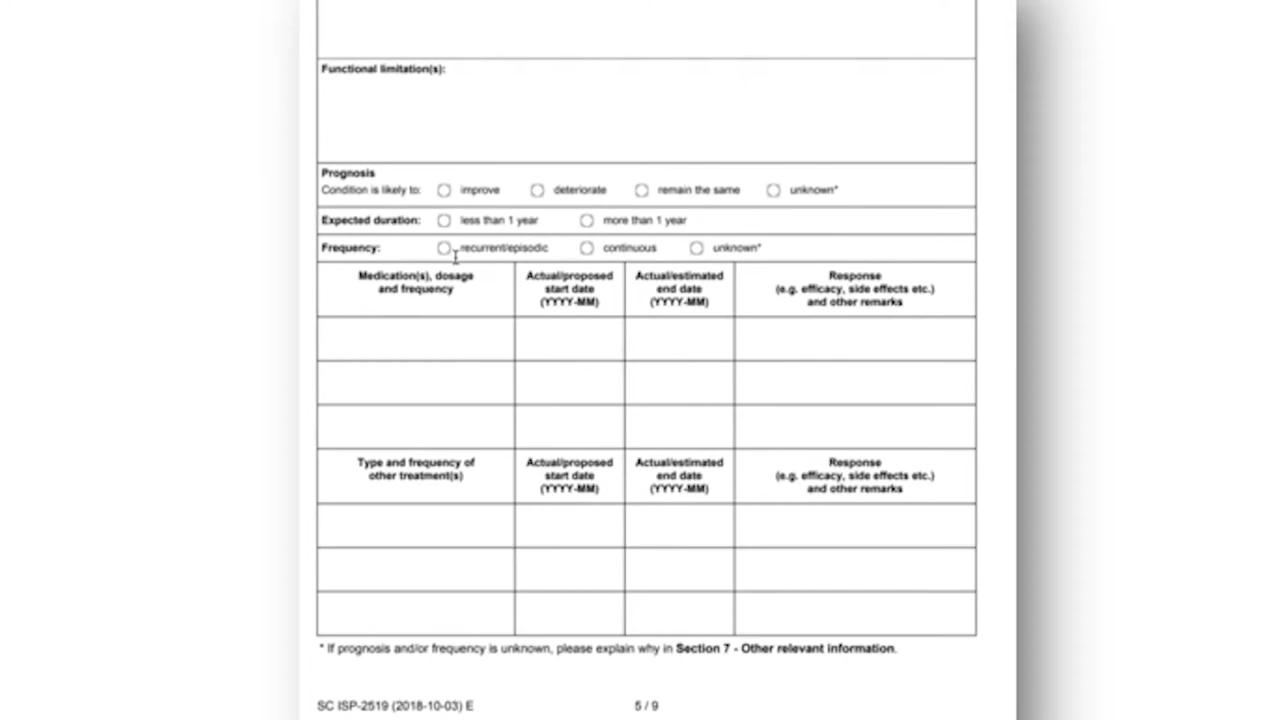 Functional limitation(s):
Prognosis
Condition is likely to: improve deteriorate remain the same unknown*
Expected duration: less than 1 year more than 1 year
Frequency: recurrent/episodic continuous unknown*
Medication(s), dosage and frequency
Actual/proposed start date (YYYY-MM)
Actual/estimated end date (YYYY-MM)
Response (e.g. efficacy, side effects etc.) and other remarks
Type and frequency of other treatment(s)
Actual/proposed start date (YYYY-MM)
Actual/estimated end date (YYYY-MM)
Response (e.g. efficacy, side effects etc.) and other remarks
* If prognosis and/or frequency is unknown, please explain why in Section 7 - Other relevant information.
SC ISP-2519 (2018-10-03) E 5 / 9